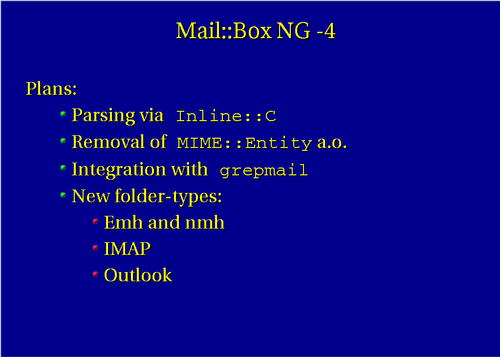 Mail::Box NG -4
Plans:
Parsing via Inline::C
Removal of MIME::Entity a.o.
Integration with grepmail
New folder-types:
Emh and nmh
IMAP
Outlook